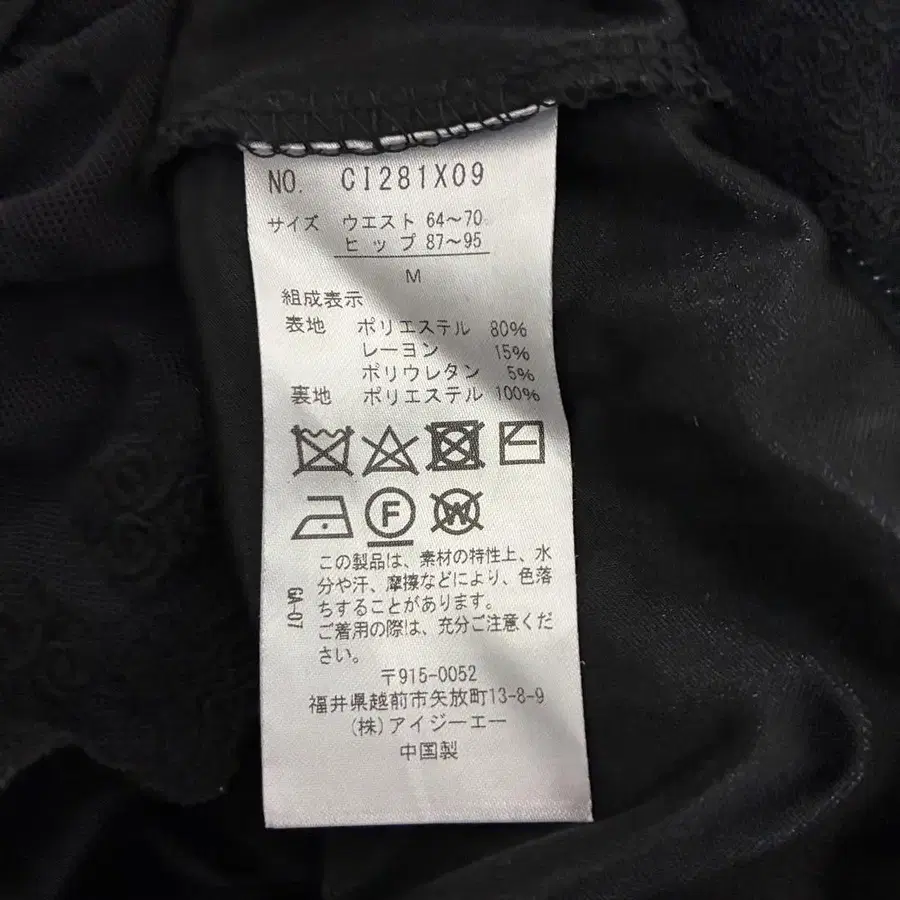 NO. CI281X09
サイズ ウエスト 64〜70
ヒップ 87〜95
M
組成表示
表地 ポリエステル 80%
レーヨン 15%
ポリウレタン 5%
裏地 ポリエステル 100%
F W
この製品は、素材の特性上、水
分や汗、摩擦などにより、色落
ちすることがあります。
ご着用の際は、充分ご注意くだ
さい。
GA-07
〒915-0052
福井県越前市矢放町13-8-9
(株)アイジーエー
中国製